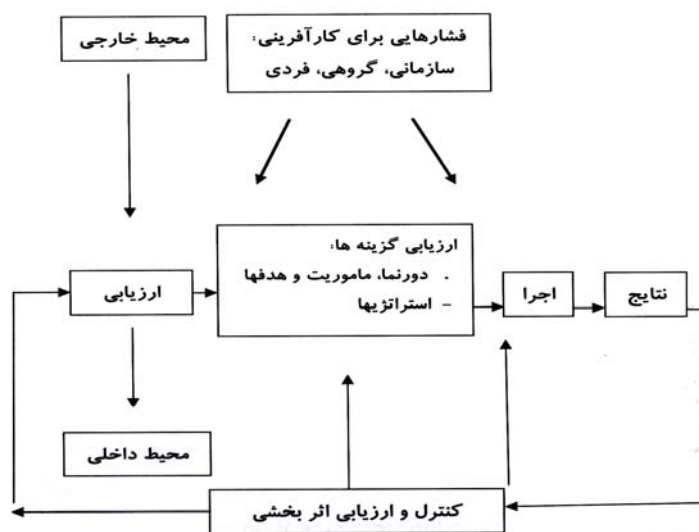 محیط خارجی
فشارهایی برای کارآفرینی:
سازمانی، گروهی، فردی
ارزیابی گزینه ها:
. دورنما، ماموریت و هدفها
– استراتژیها
ارزیابی
اجرا
نتایج
محیط داخلی
کنترل و ارزیابی اثر بخشی